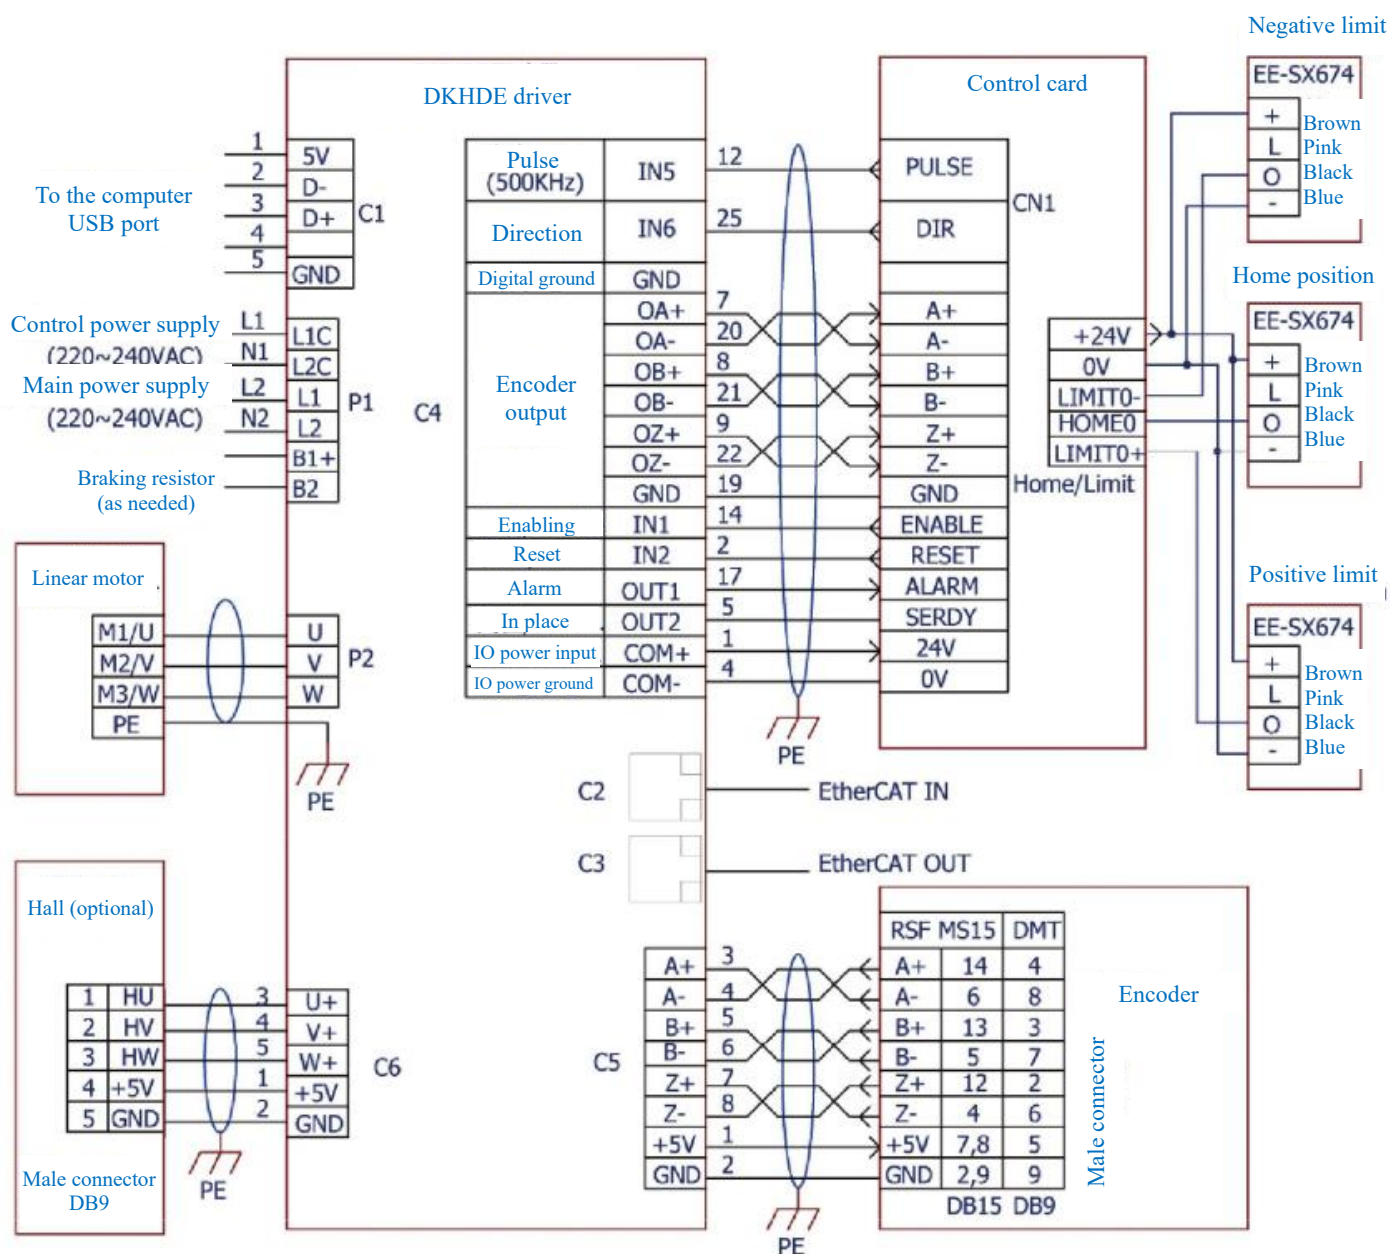 Negative limit
EE-SX674
+ Brown
L Pink
O Black
- Blue
Home position
EE-SX674
+ Brown
L Pink
O Black
- Blue
Positive limit
EE-SX674
+ Brown
L Pink
O Black
- Blue
DKHDE driver
To the computer
USB port
1 5V
2 D-
3 D+
4
5 GND
C1
Control power supply
(220~240VAC)
Main power supply
(220~240VAC)
L1 L1C
N1 L2C
L2 L1
N2 L2
B1+
B2
P1
Braking resistor
(as needed)
C4
Pulse
(500KHz)
IN5 12
Direction IN6 25
Digital ground GND
Encoder
output
OA+ 7
OA- 20
OB+ 8
OB- 21
OZ+ 9
OZ- 22
GND 19
Enabling IN1 14
Reset IN2 2
Alarm OUT1 17
In place OUT2 5
IO power input COM+ 1
IO power ground COM- 4
PE
Control card
PULSE
DIR
CN1
A+
A-
B+
B-
Z+
Z-
GND
ENABLE
RESET
ALARM
SERDY
24V
0V
+24V
0V
LIMIT0-
HOME0
LIMIT0+
Home/Limit
Linear motor
M1/U U
M2/V V
M3/W W
PE
P2
PE
C2 EtherCAT IN
C3 EtherCAT OUT
Hall (optional)
1 HU 3 U+
2 HV 4 V+
3 HW 5 W+
4 +5V 1 +5V
5 GND 2 GND
C6
PE
Male connector
DB9
C5
A+ 3
A- 4
B+ 5
B- 6
Z+ 7
Z- 8
+5V 1
GND 2
PE
RSF MS15 DMT
A+ 14 4
A- 6 8
B+ 13 3
B- 5 7
Z+ 12 2
Z- 4 6
+5V 7,8 5
GND 2,9 9
DB15 DB9
Male connector
Encoder